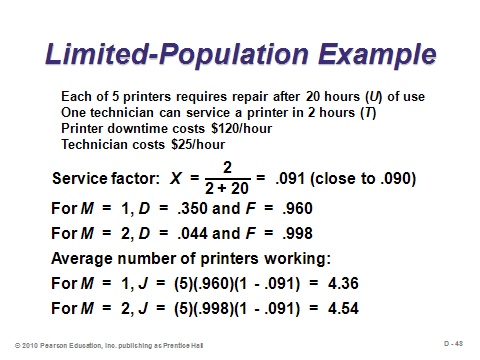 Limited-Population Example
Each of 5 printers requires repair after 20 hours (U) of use
One technician can service a printer in 2 hours (T)
Printer downtime costs $120/hour
Technician costs $25/hour
Service factor: X = 2 / 2 + 20 = .091 (close to .090)
For M = 1, D = .350 and F = .960
For M = 2, D = .044 and F = .998
Average number of printers working:
For M = 1, J = (5)(.960)(1 - .091) = 4.36
For M = 2, J = (5)(.998)(1 - .091) = 4.54
© 2010 Pearson Education, Inc. publishing as Prentice Hall
D - 48